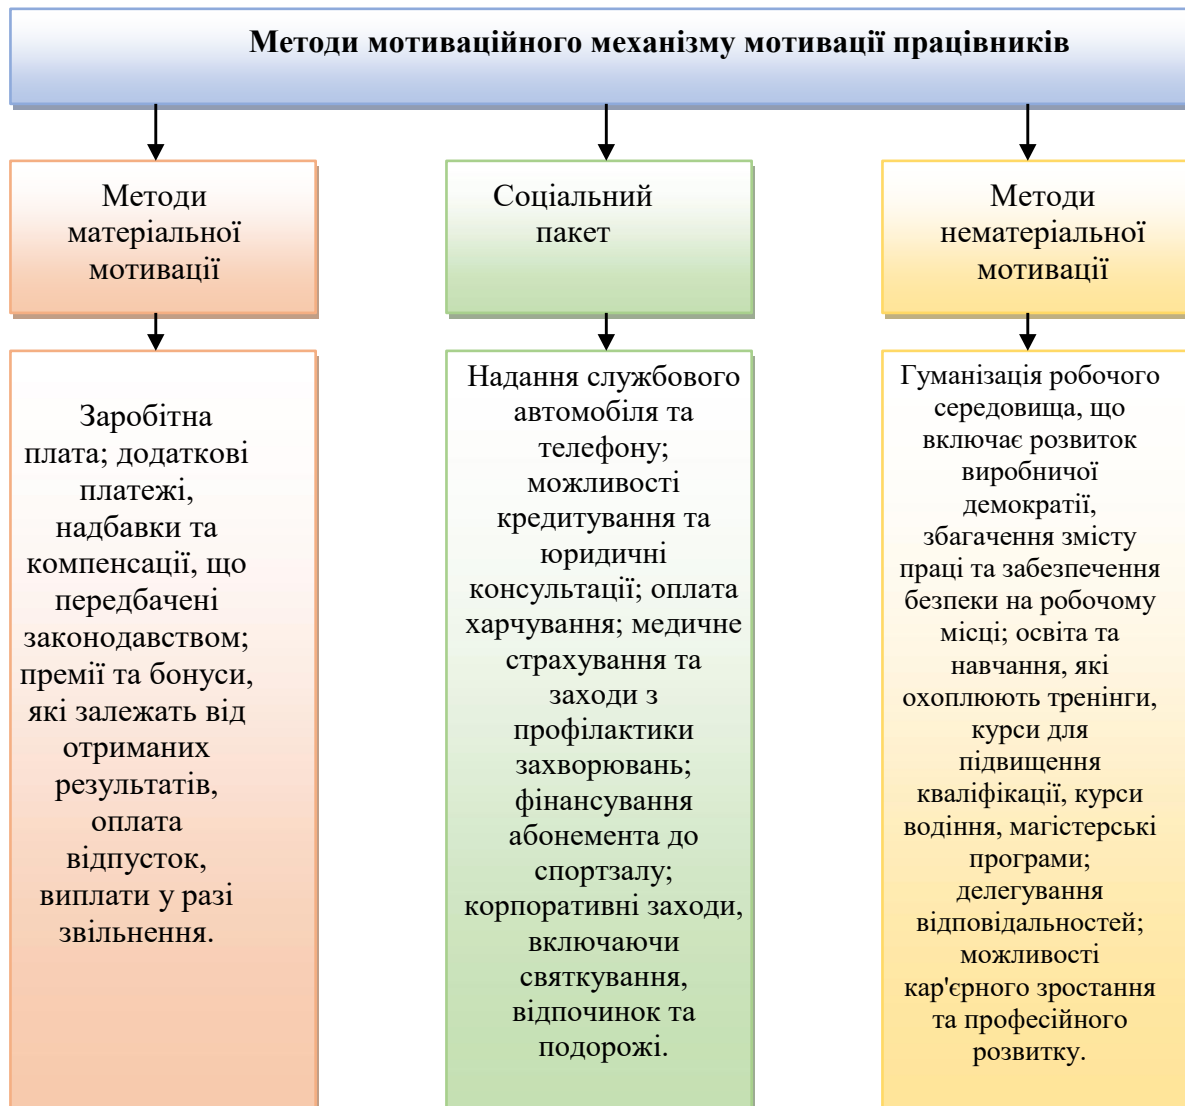 Методи мотиваційного механізму мотивації працівників
Методи
матеріальної
мотивації
Соціальний
пакет
Методи
нематеріальної
мотивації
Заробітна
плата; додаткові
платежі,
надбавки та
компенсації, що
передбачені
законодавством;
премії та бонуси,
які залежать від
отриманих
результатів,
оплата
відпусток,
виплати у разі
звільнення.
Надання службового
автомобіля та
телефону;
можливості
кредитування та
юридичні
консультації; оплата
харчування; медичне
страхування та
заходи з
профілактики
захворювань;
фінансування
абонемента до
спортзалу;
корпоративні заходи,
включаючи
святкування,
відпочинок та
подорожі.
Гуманізація робочого
середовища, що
включає розвиток
виробничої
демократії,
збагачення змісту
праці та забезпечення
безпеки на робочому
місці; освіта та
навчання, які
охоплюють тренінги,
курси для
підвищення
кваліфікації, курси
водіння, магістерські
програми;
делегування
відповідальностей;
можливості
кар'єрного зростання
та професійного
розвитку.